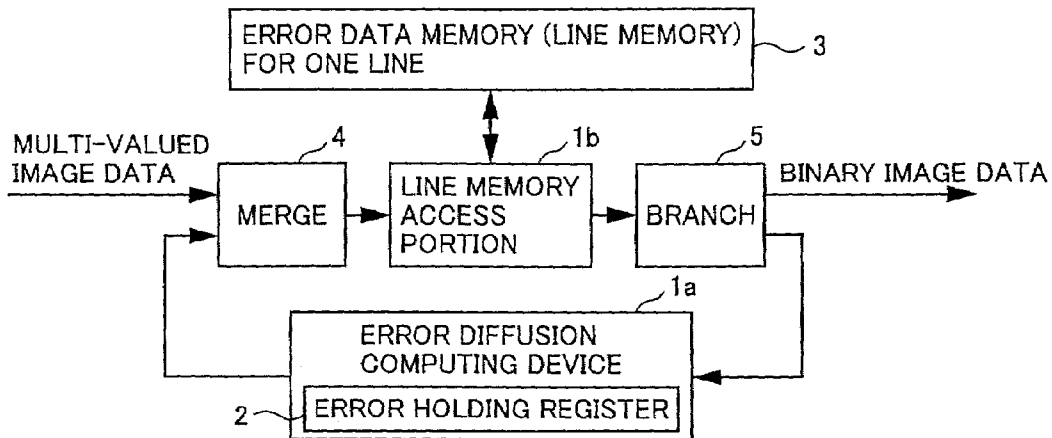 ERROR DATA MEMORY (LINE MEMORY)
FOR ONE LINE
3
MULTI-VALUED
IMAGE DATA
4
MERGE
1b
LINE MEMORY
ACCESS
PORTION
5
BRANCH
BINARY IMAGE DATA
1a
ERROR DIFFUSION
COMPUTING DEVICE
2
ERROR HOLDING REGISTER